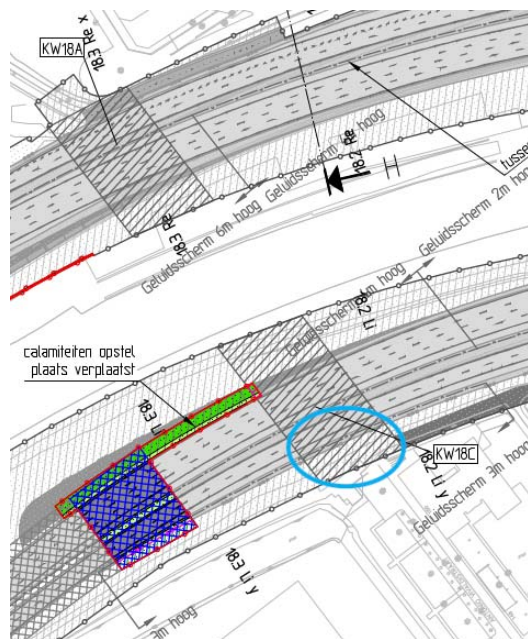 KW18A
18.3 Re x
18.2 Re
tusse
18.3 Re
Geluidsscherm 6m hoog
Geluidsscherm hoog
Geluidsscherm 2m hoog
Geluidsscherm hoog
18.2 Li
calamiteiten opstel
plaats verplaatst
18.3 Li
KW18C
18.2 Li y
Geluidsscherm 3m hoog
18.3 Li y
3m hoog